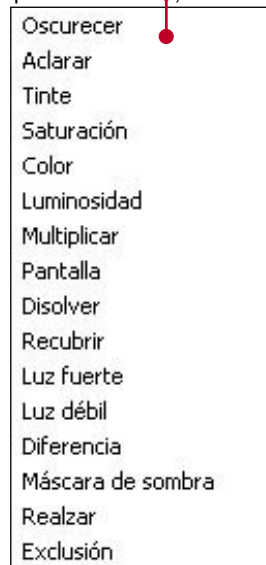 Oscurecer
Aclarar
Tinte
Saturación
Color
Luminosidad
Multiplicar
Pantalla
Disolver
Recubrir
Luz fuerte
Luz débil
Diferencia
Máscara de sombra
Realzar
Exclusión